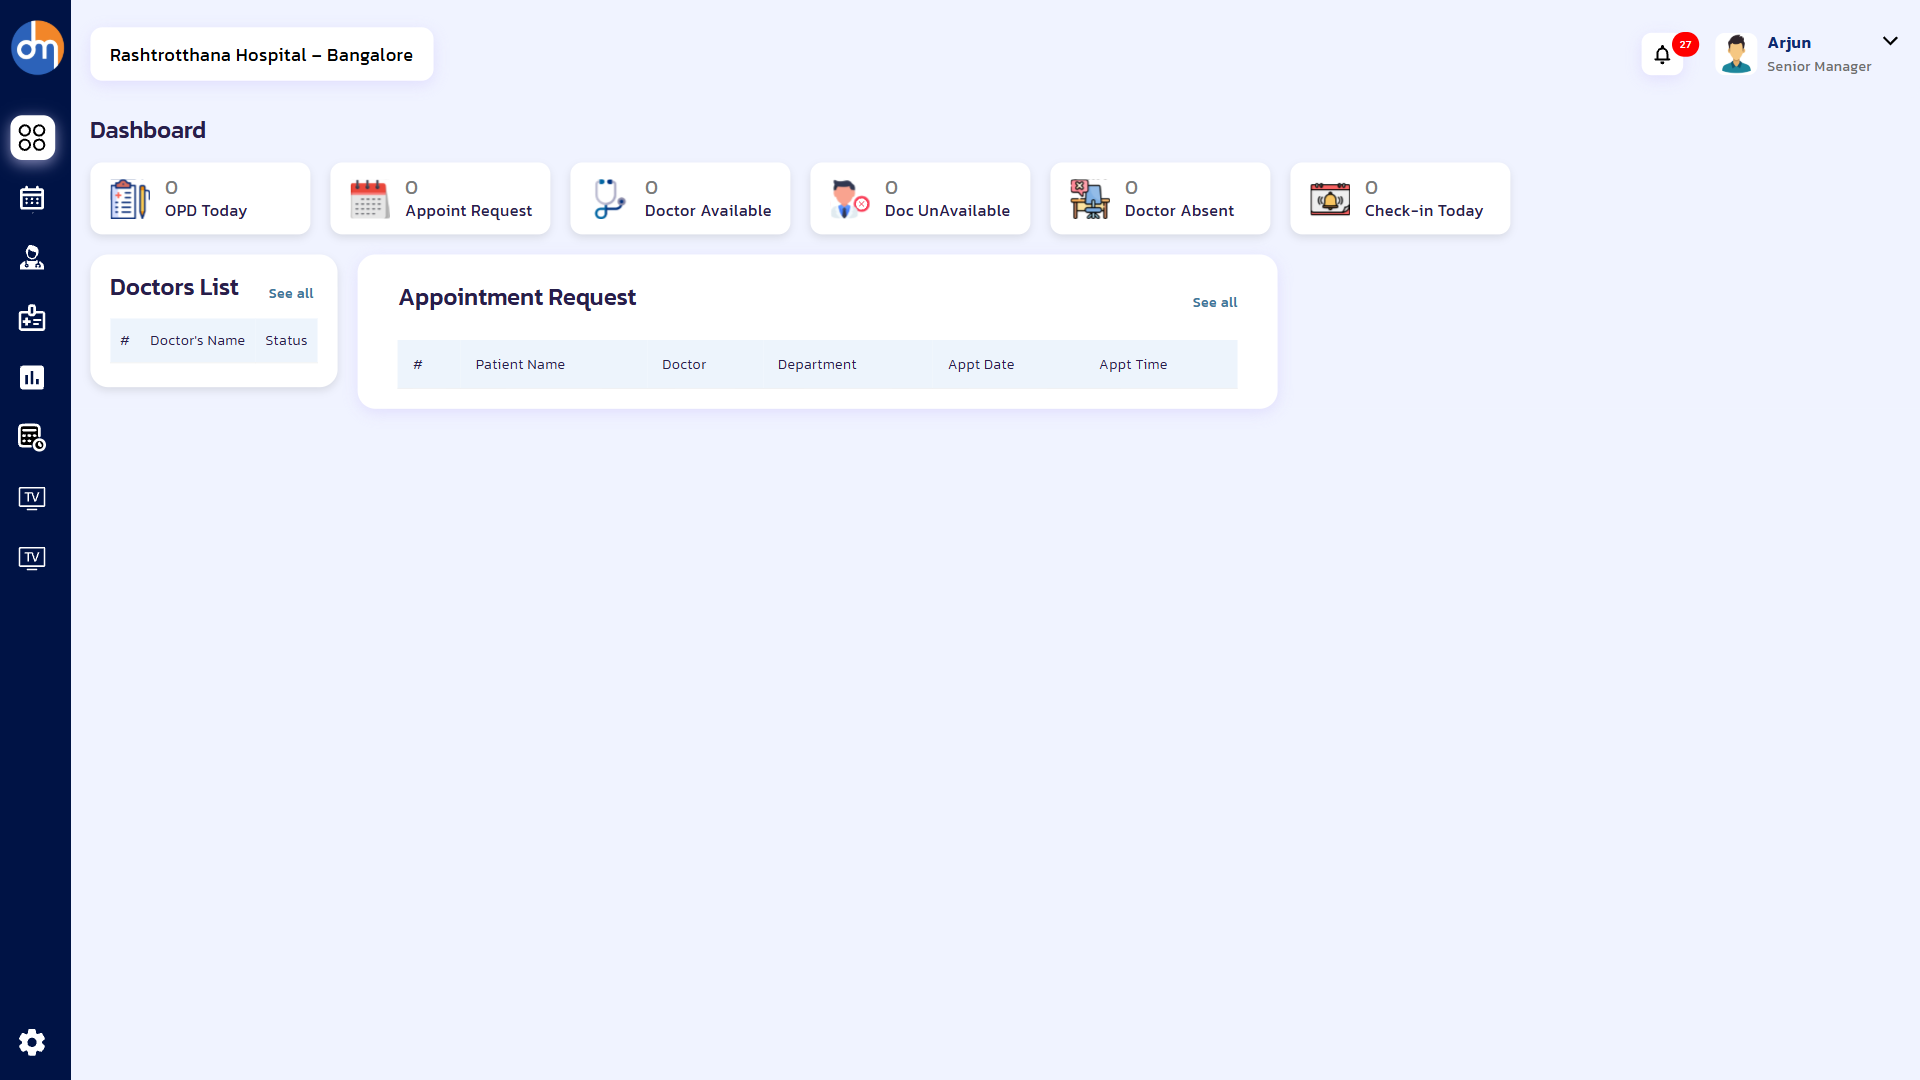 dm
Rashtrotthana Hospital – Bangalore
27
Arjun
Senior Manager
Dashboard
0
OPD Today
0
Appoint Request
0
Doctor Available
0
Doc UnAvailable
0
Doctor Absent
0
Check-in Today
Doctors List
See all
# Doctor's Name Status
Appointment Request
See all
# Patient Name Doctor Department Appt Date Appt Time
TV
TV